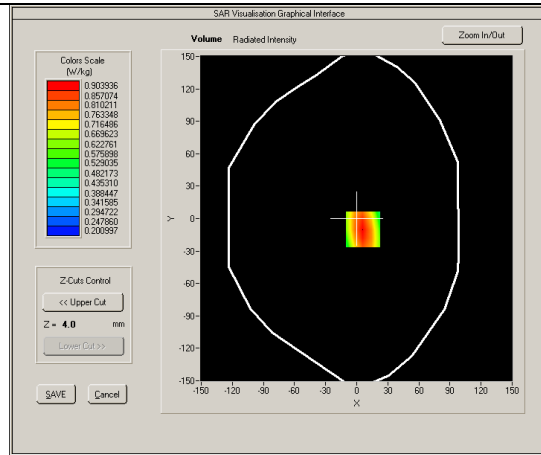 SAR Visualisation Graphical Interface
Volume Radiated Intensity
Zoom In/Out
Colors Scale
(W/kg)
0.903936
0.857074
0.810211
0.763348
0.716486
0.669623
0.622761
0.575898
0.529035
0.482173
0.435310
0.388447
0.341585
0.294722
0.247860
0.200997
Z-Cuts Control
<< Upper Cut
Z = 4.0 mm
Lower Cut >>
SAVE Cancel
150
120
90
60
30
0
-30
-60
-90
-120
-150
Y
-150 -120 -90 -60 -30 0 30 60 90 120 150
X